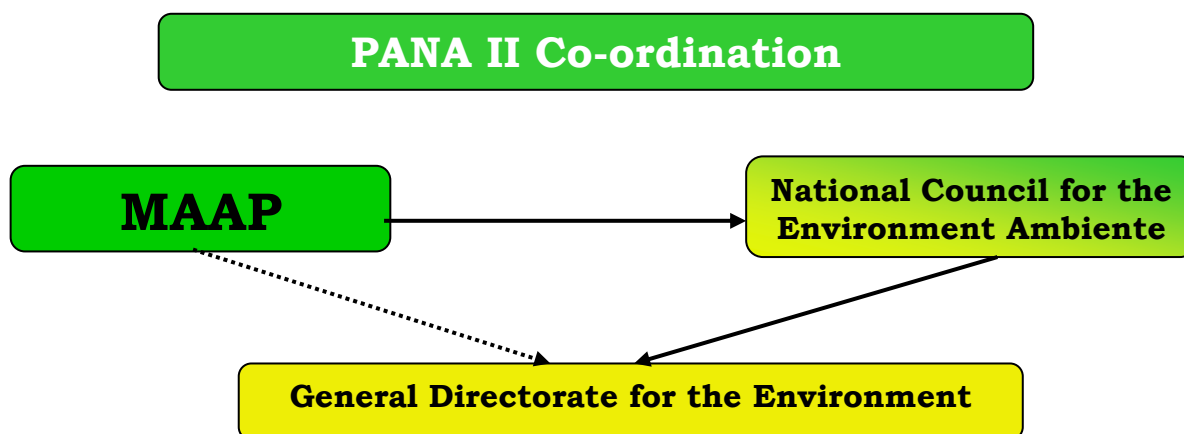 PANA II Co-ordination
MAAP
National Council for the
Environment Ambiente
General Directorate for the Environment